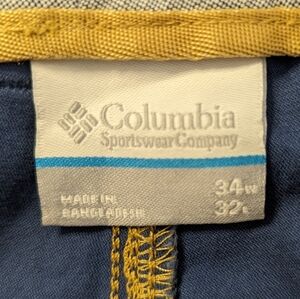 Columbia
Sportswear Company
MADE IN
BANGLADESH
34W
32L